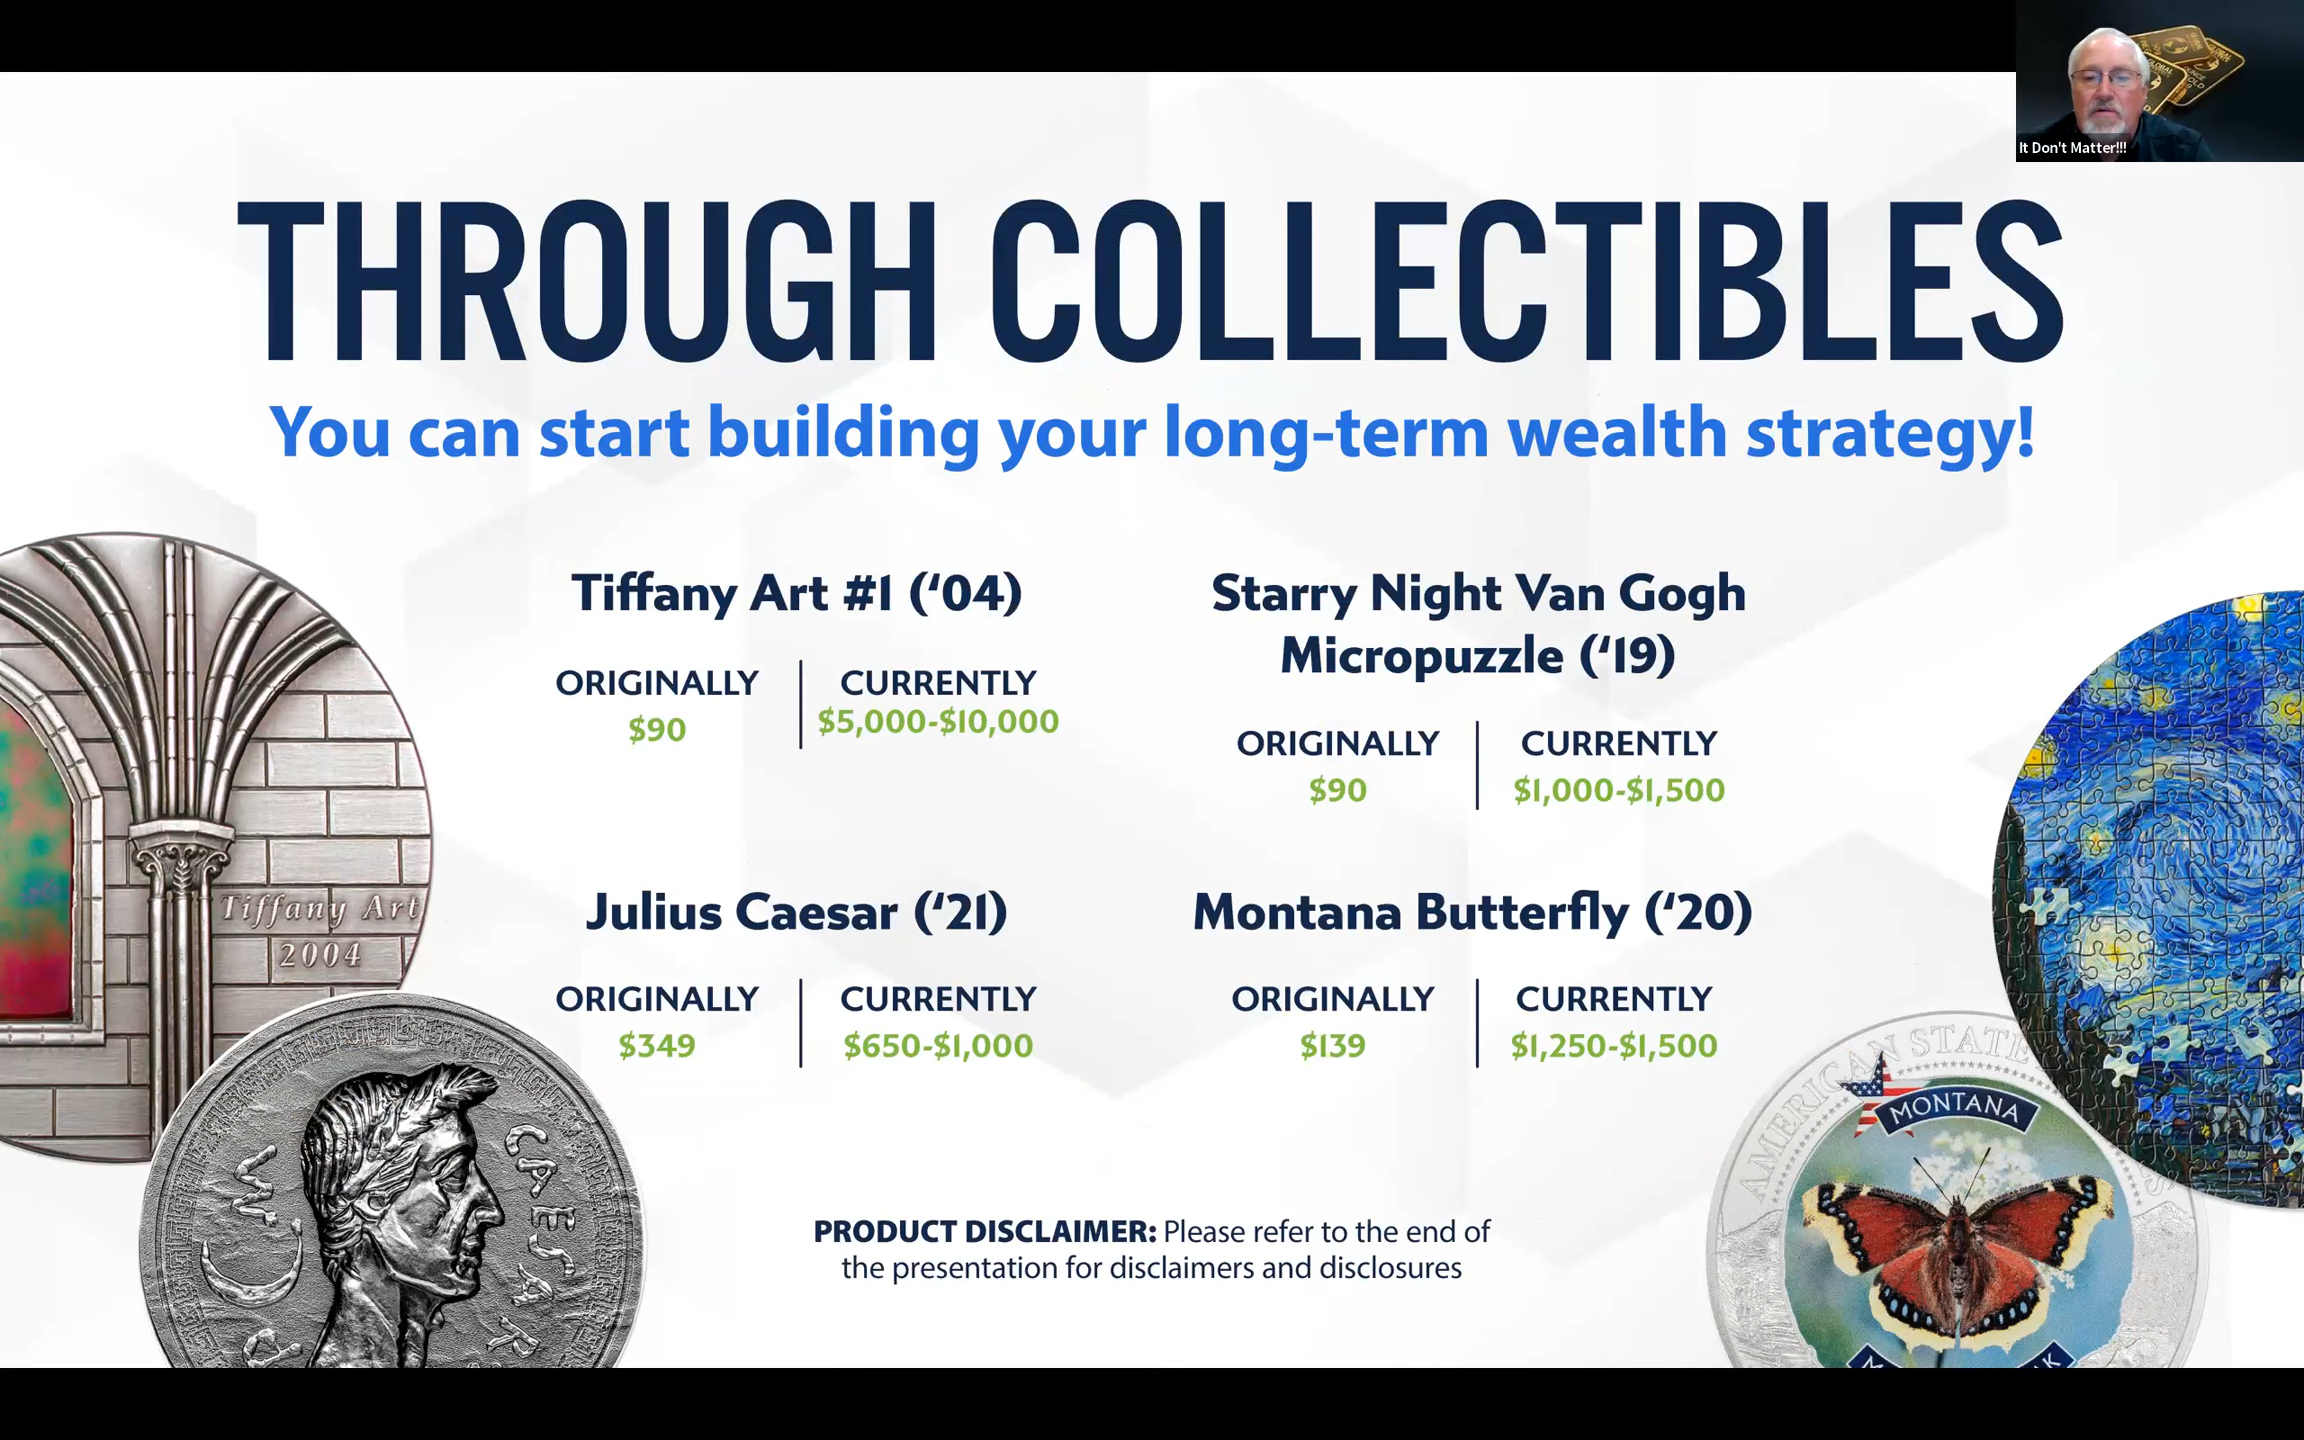 It Don't Matter!!!
THROUGH COLLECTIBLES
You can start building your long-term wealth strategy!
Tiffany Art #1 (‘04)
ORIGINALLY
$90
CURRENTLY
$5,000-$10,000
Starry Night Van Gogh
Micropuzzle (‘19)
ORIGINALLY
$90
CURRENTLY
$1,000-$1,500
Julius Caesar (‘21)
ORIGINALLY
$349
CURRENTLY
$650-$1,000
Montana Butterfly (‘20)
ORIGINALLY
$139
CURRENTLY
$1,250-$1,500
PRODUCT DISCLAIMER: Please refer to the end of
the presentation for disclaimers and disclosures
Tiffany Art
2004
CAESAR
AMERICAN STATE
MONTANA